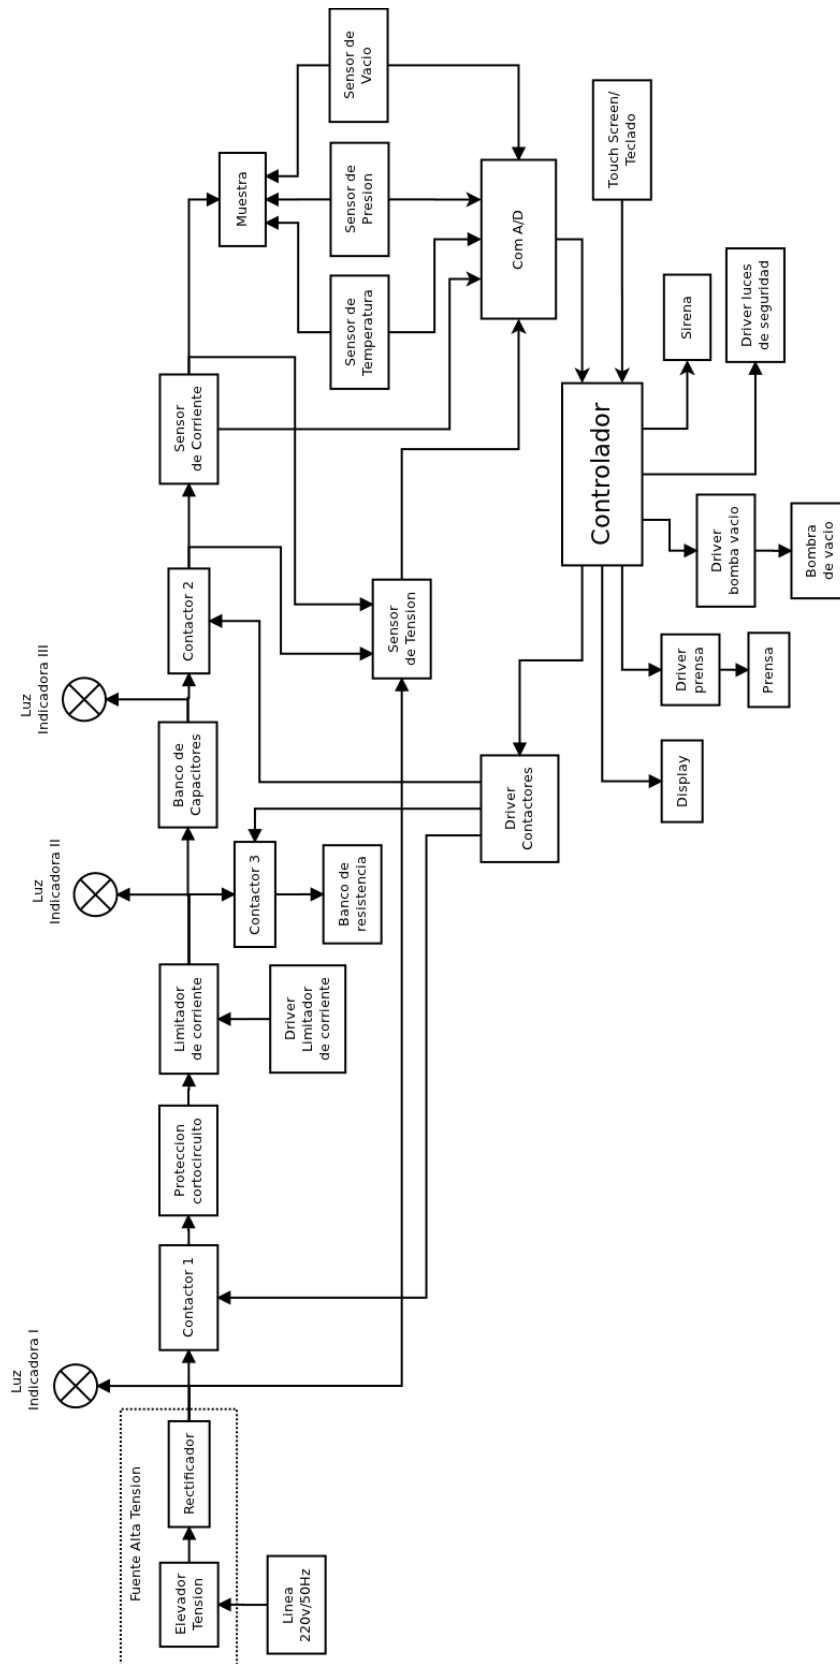 Fuente Alta Tension
Elevador
Tension
Linea
220v/50Hz
Rectificador
Luz
Indicadora I
Contactor 1
Proteccion
cortocircuito
Limitador
de corriente
Driver
Limitador
de corriente
Luz
Indicadora II
Contactor 3
Banco de
resistencia
Banco de
Capacitores
Luz
Indicadora III
Contactor 2
Sensor
de Corriente
Muestra
Sensor
de Tension
Sensor de
Temperatura
Sensor de
Presion
Sensor de
Vacio
Com A/D
Driver
Contactores
Controlador
Touch Screen/
Teclado
Display
Driver
prensa
Prensa
Driver
bomba vacio
Bombra
de vacio
Sirena
Driver luces
de seguridad